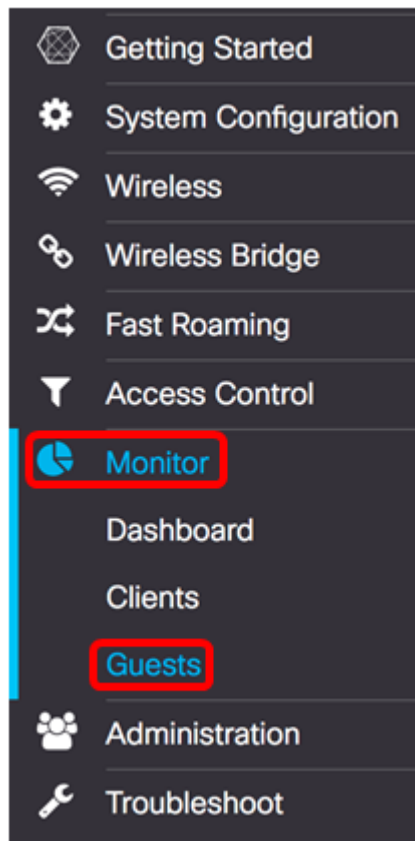 Getting Started
System Configuration
Wireless
Wireless Bridge
Fast Roaming
Access Control
Monitor
Dashboard
Clients
Guests
Administration
Troubleshoot